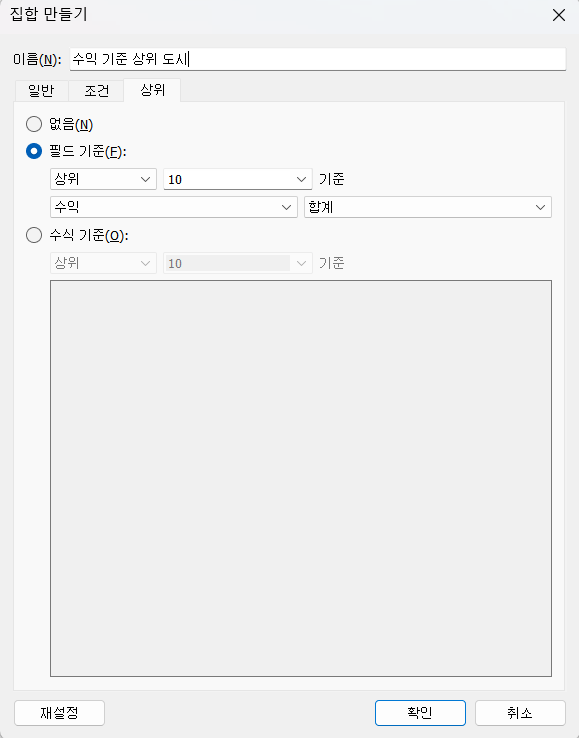 집합 만들기
이름(N): 수익 기준 상위 도시
일반 조건 상위
없음(N)
필드 기준(F):
상위 10 기준
수익 합계
수식 기준(O):
상위 10 기준
재설정 확인 취소